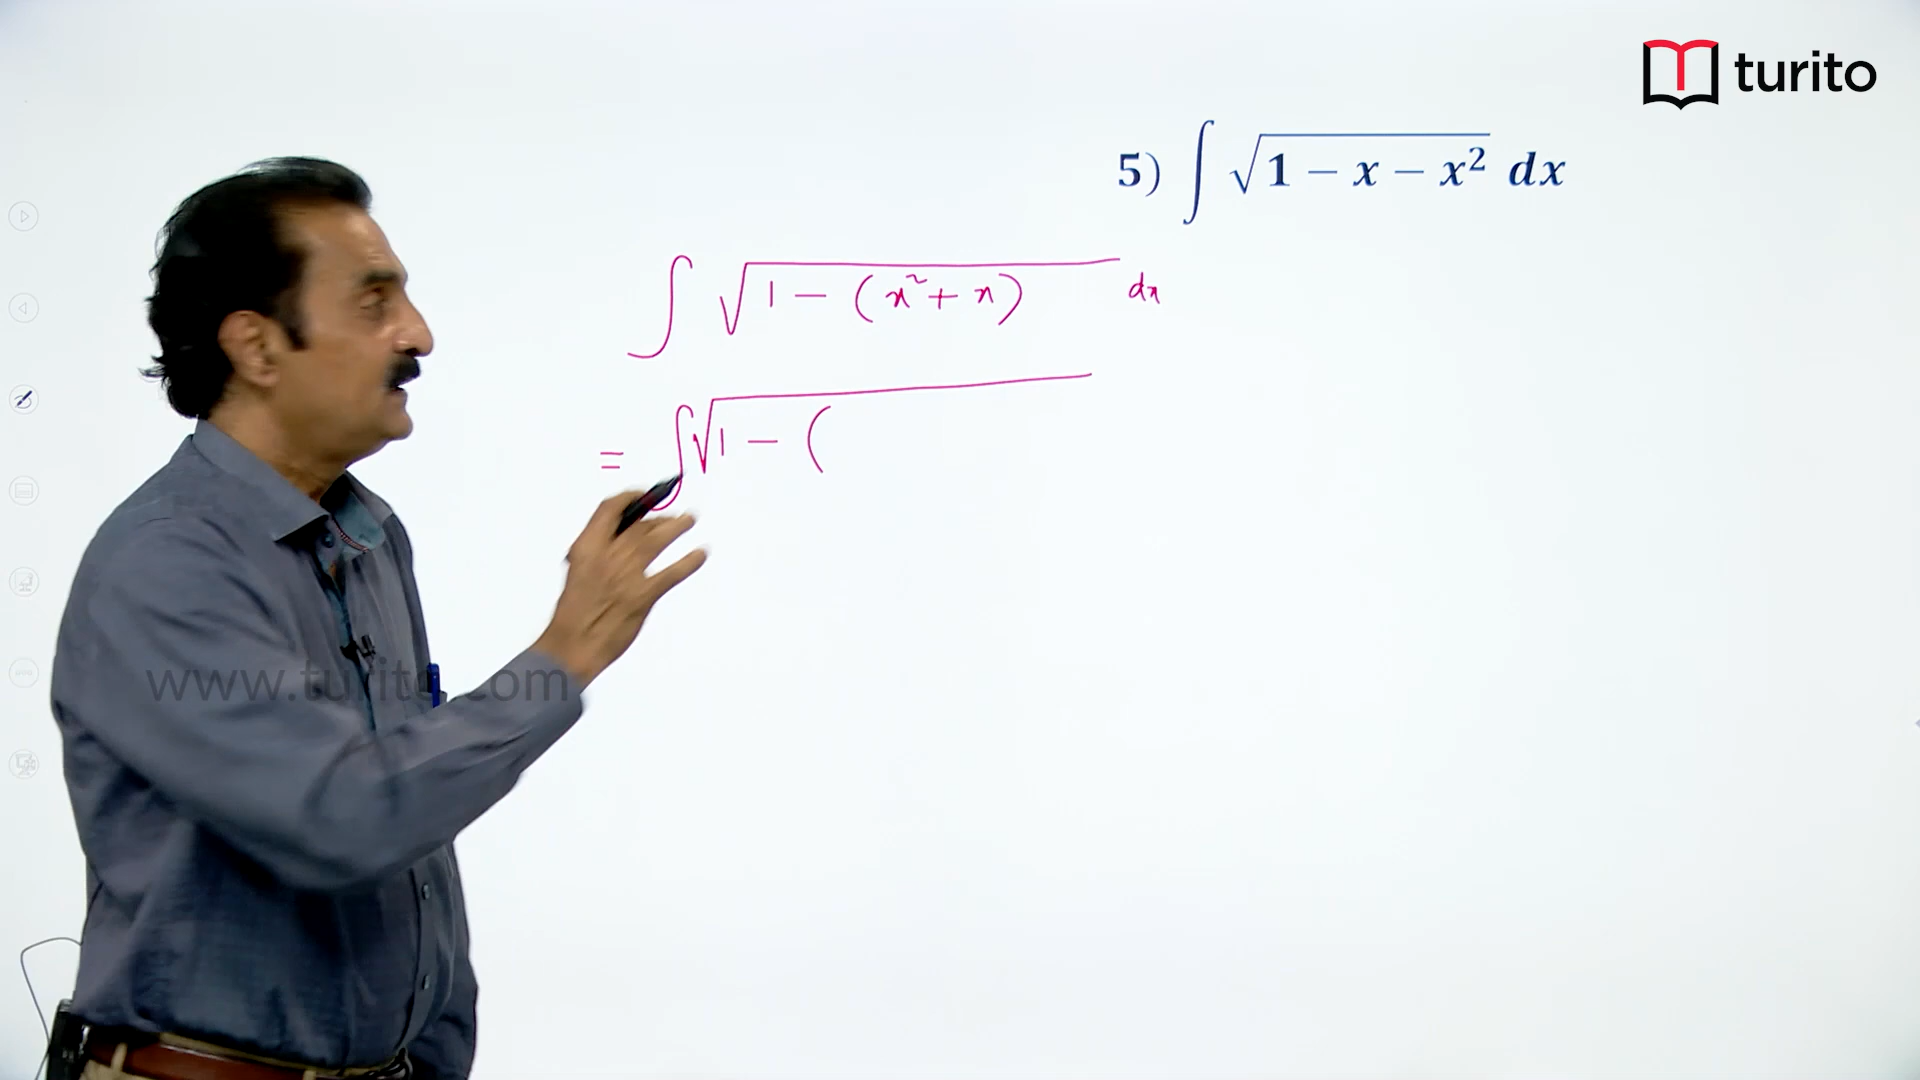 turito
5) ∫ √(1 − x − x²) dx
∫ √(1 − (x² + x)) dx
= ∫ √(1 − (
www.turito.com